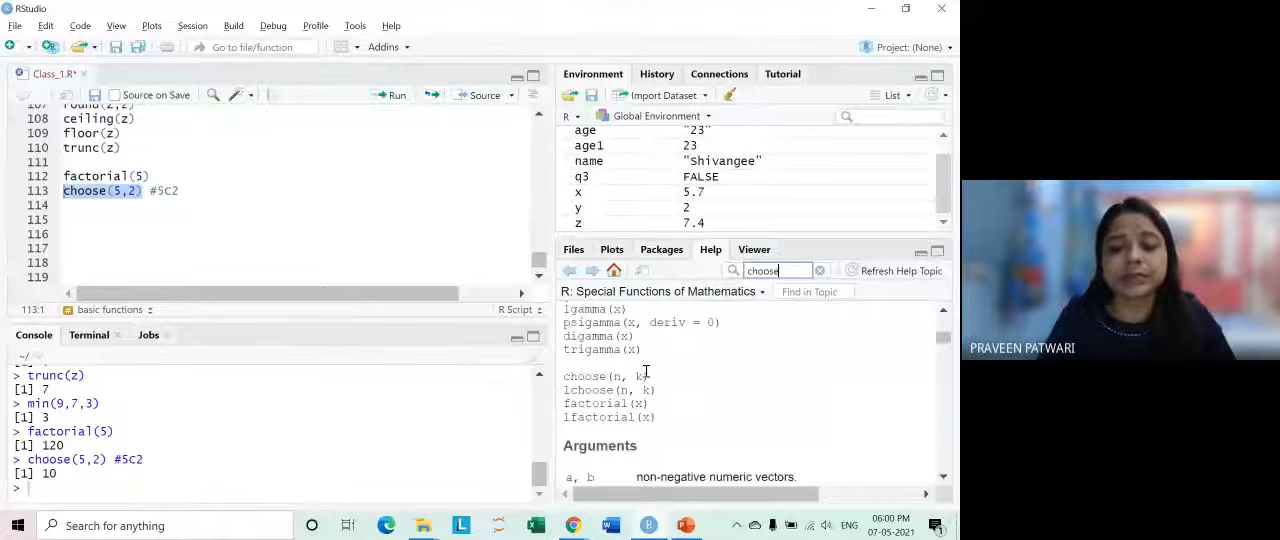 RStudio
File Edit Code View Plots Session Build Debug Profile Tools Help
Go to file/function Addins Project: (None)
Class_1.R*
Source on Save Run Source
107 round(z,2)
108 ceiling(z)
109 floor(z)
110 trunc(z)
111
112 factorial(5)
113 choose(5,2) #5c2
114
115
116
117
118
119
113:1 basic functions R Script
Console Terminal Jobs
~/
> trunc(z)
[1] 7
> min(9,7,3)
[1] 3
> factorial(5)
[1] 120
> choose(5,2) #5c2
[1] 10
>
Environment History Connections Tutorial
Import Dataset List
R Global Environment
age "23"
age1 23
name "Shivangee"
q3 FALSE
x 5.7
y 2
z 7.4
Files Plots Packages Help Viewer
choose Refresh Help Topic
R: Special Functions of Mathematics Find in Topic
lgamma(x)
psigamma(x, deriv = 0)
digamma(x)
trigamma(x)
choose(n, k)
lchoose(n, k)
factorial(x)
lfactorial(x)
Arguments
a, b non-negative numeric vectors.
PRAVEEN PATWARI
Search for anything
ENG
06:00 PM
07-05-2021
1